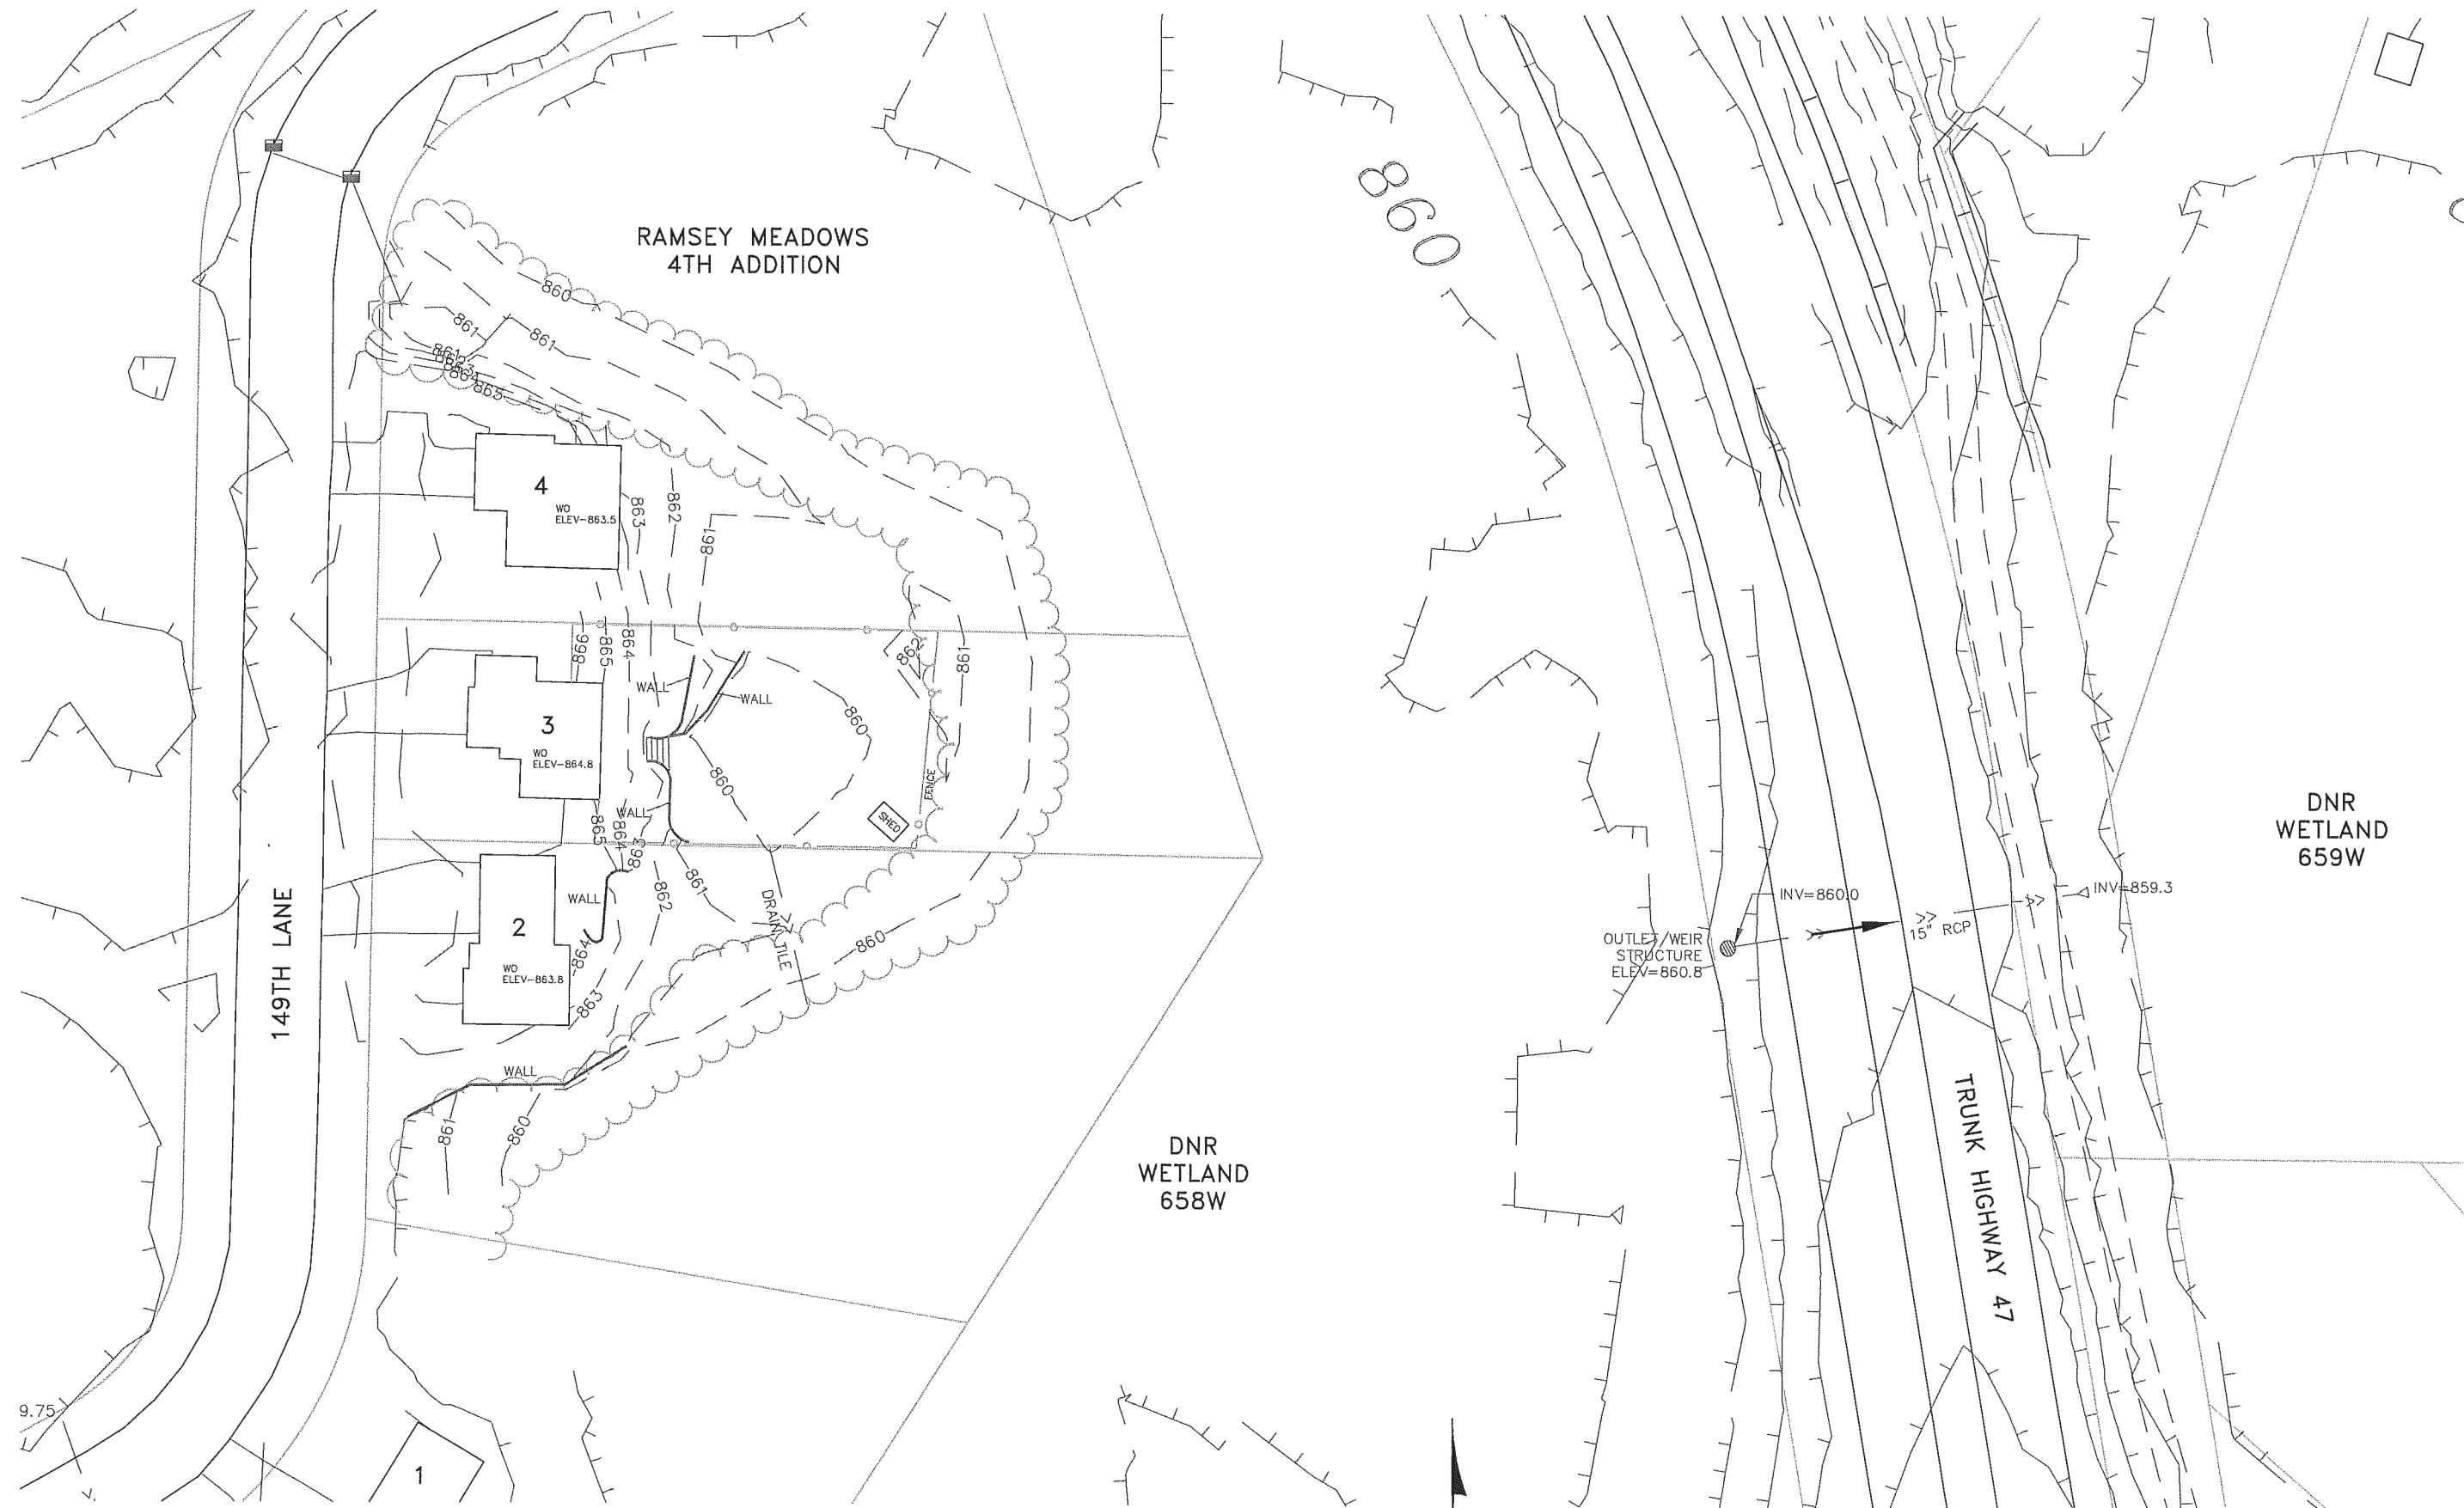 RAMSEY MEADOWS
4TH ADDITION
860
860
861
861
861
865
4
WO
ELEV-863.5
863
862
861
866
865
864
862
861
WALL
WALL
3
WO
ELEV-864.8
860
860
FENCE
SHED
WALL
865
864
863
862
861
WALL
2
WO
ELEV-863.8
864
863
DRAIN TILE
860
WALL
861
860
149TH LANE
DNR
WETLAND
658W
DNR
WETLAND
659W
INV=860.0
INV=859.3
15" RCP
OUTLET/WEIR
STRUCTURE
ELEV=860.8
TRUNK HIGHWAY 47
9.75
1